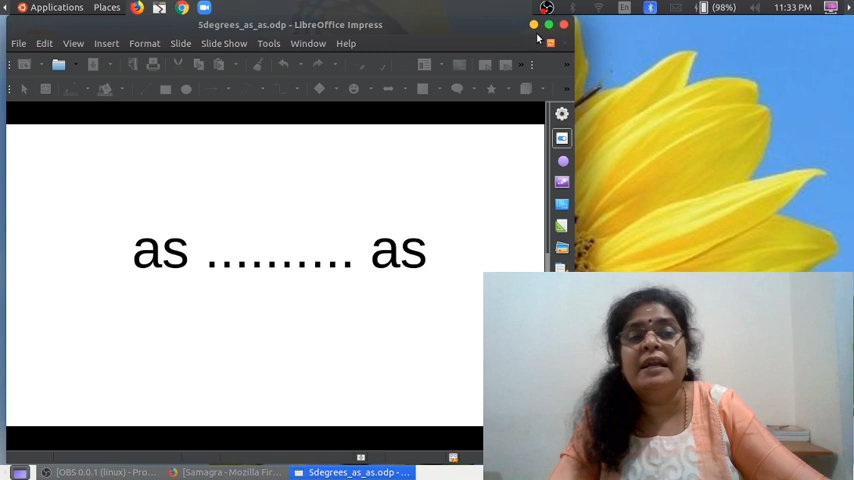 Applications Places En (98%) 11:33 PM
5degrees_as_as.odp - LibreOffice Impress
File Edit View Insert Format Slide Slide Show Tools Window Help
as .......... as
[OBS 0.0.1 (linux) - Pro... [Samagra - Mozilla Fir... 5degrees_as_as.odp - ...